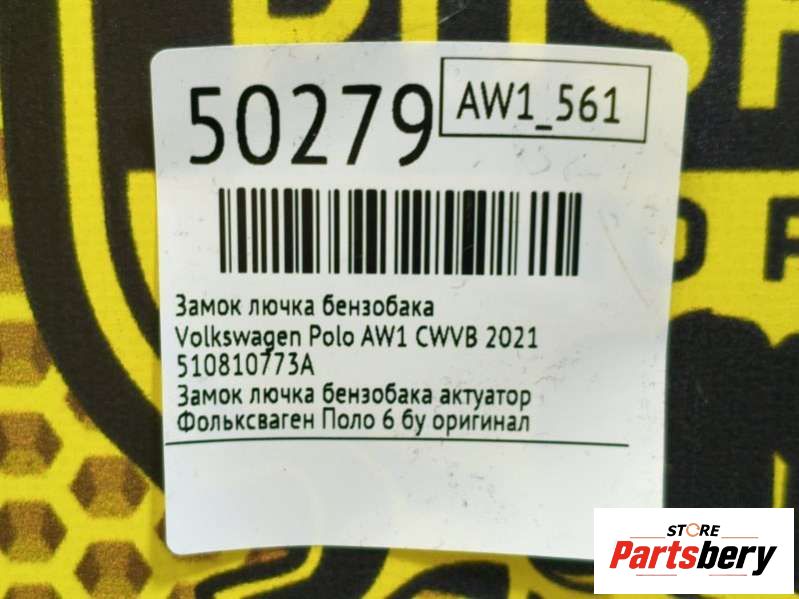 50279
AW1_561
Замок лючка бензобака
Volkswagen Polo AW1 CWVB 2021
510810773A
Замок лючка бензобака актуатор
Фольксваген Поло 6 бу оригинал
STORE
Partsbery